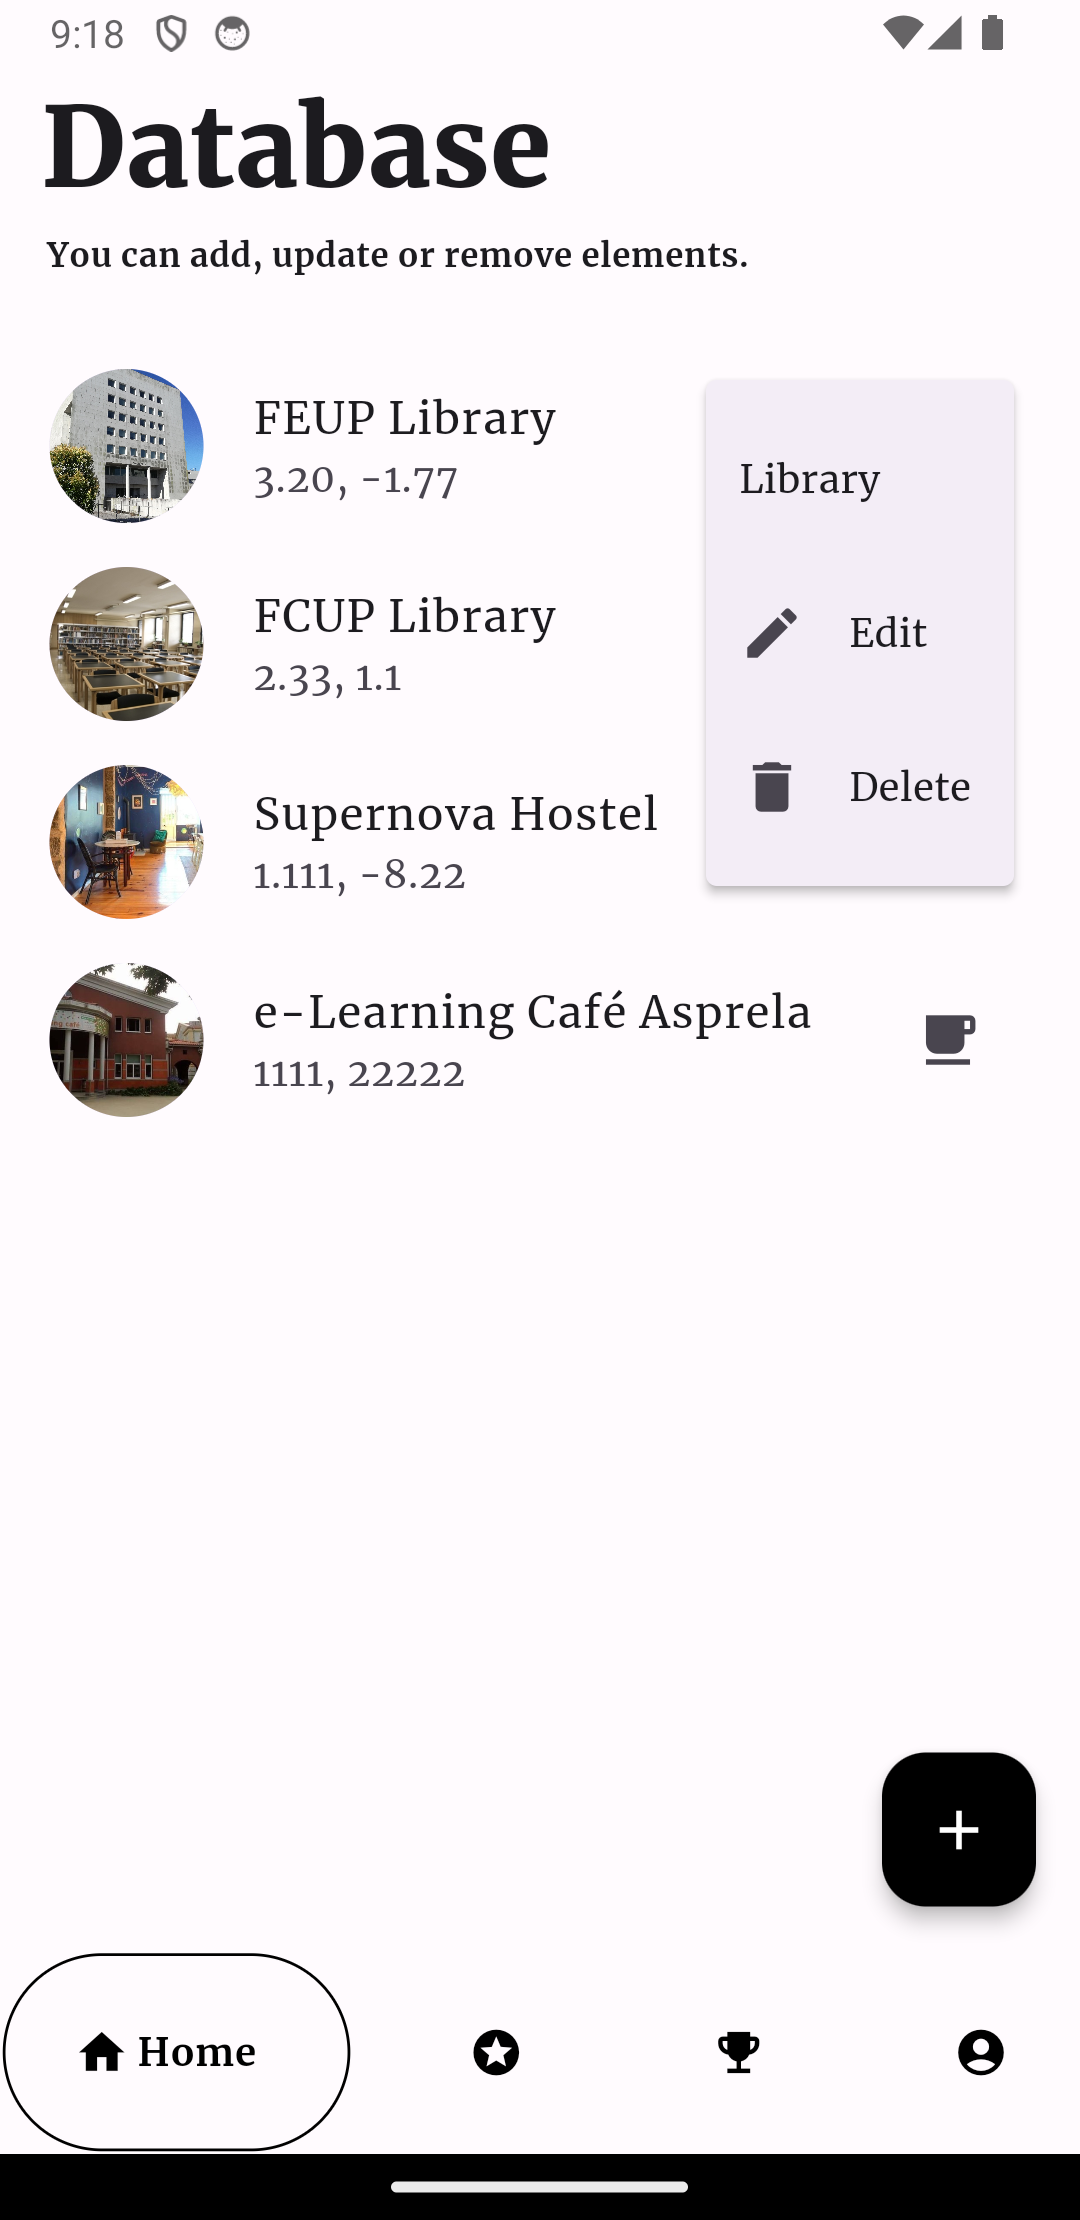 9:18
Database
You can add, update or remove elements.
FEUP Library
3.20, -1.77
FCUP Library
2.33, 1.1
Supernova Hostel
1.111, -8.22
e-Learning Café Asprela
1111, 22222
Library
Edit
Delete
Home